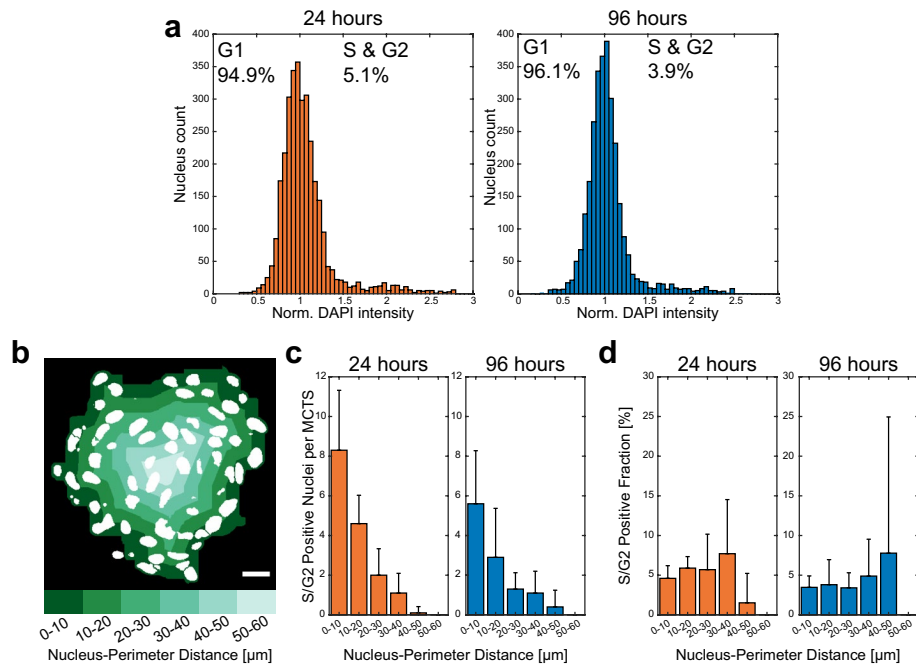 a
24 hours
96 hours
G1
94.9%
S & G2
5.1%
G1
96.1%
S & G2
3.9%
Nucleus count
400
350
300
250
200
150
100
50
0
0 0.5 1 1.5 2 2.5 3
Norm. DAPI intensity
Nucleus count
400
350
300
250
200
150
100
50
0
0 0.5 1 1.5 2 2.5 3
Norm. DAPI intensity
b
0-10 10-20 20-30 30-40 40-50 50-60
Nucleus-Perimeter Distance [µm]
c
24 hours
96 hours
S/G2 Positive Nuclei per MCTS
12
10
8
6
4
2
0
0-10 10-20 20-30 30-40 40-50 50-60
12
10
8
6
4
2
0
0-10 10-20 20-30 30-40 40-50 50-60
Nucleus-Perimeter Distance [µm]
d
24 hours
96 hours
S/G2 Positive Fraction [%]
30
25
20
15
10
5
0
0-10 10-20 20-30 30-40 40-50 50-60
30
25
20
15
10
5
0
0-10 10-20 20-30 30-40 40-50 50-60
Nucleus-Perimeter Distance [µm]